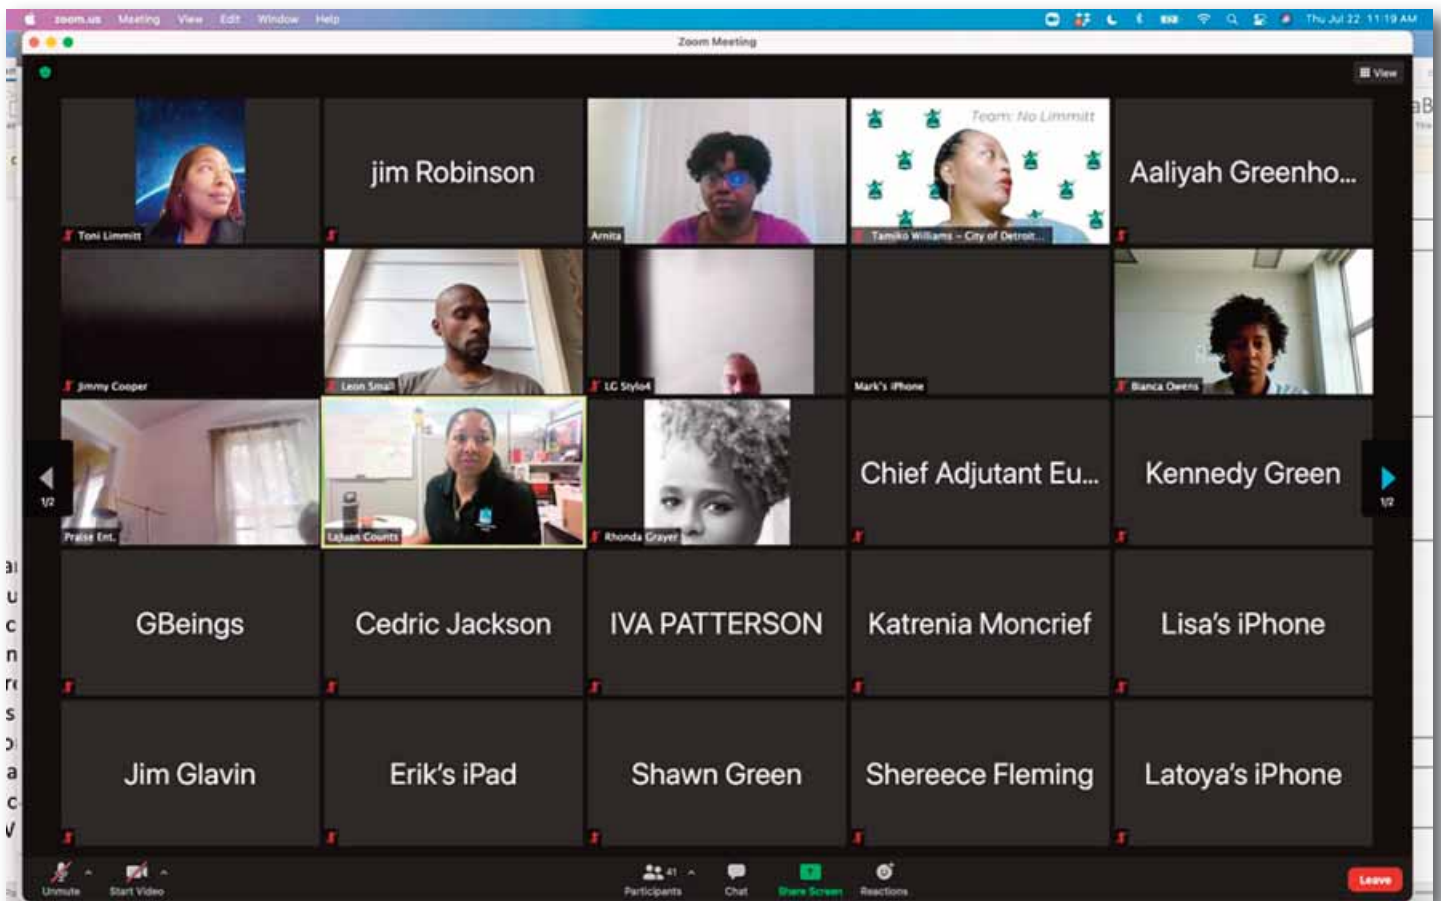 zoom.us Meeting View Edit Window Help
Thu Jul 22 11:19 AM
Zoom Meeting
View
Team: No Limmitt
Toni Limmitt
jim Robinson
Arnita
Tamiko Williams - City of Detroit...
Aaliyah Greenho...
Jimmy Cooper
Leon Small
LG Stylo4
Mark's iPhone
Bianca Owens
1/2
Praise Ent.
LaJuan Counts
Rhonda Grayer
Chief Adjutant Eu...
Kennedy Green
1/2
GBeings
Cedric Jackson
IVA PATTERSON
Katrenia Moncrief
Lisa's iPhone
Jim Glavin
Erik's iPad
Shawn Green
Shereece Fleming
Latoya's iPhone
Unmute
Start Video
41
Participants
Chat
Share Screen
Reactions
Leave